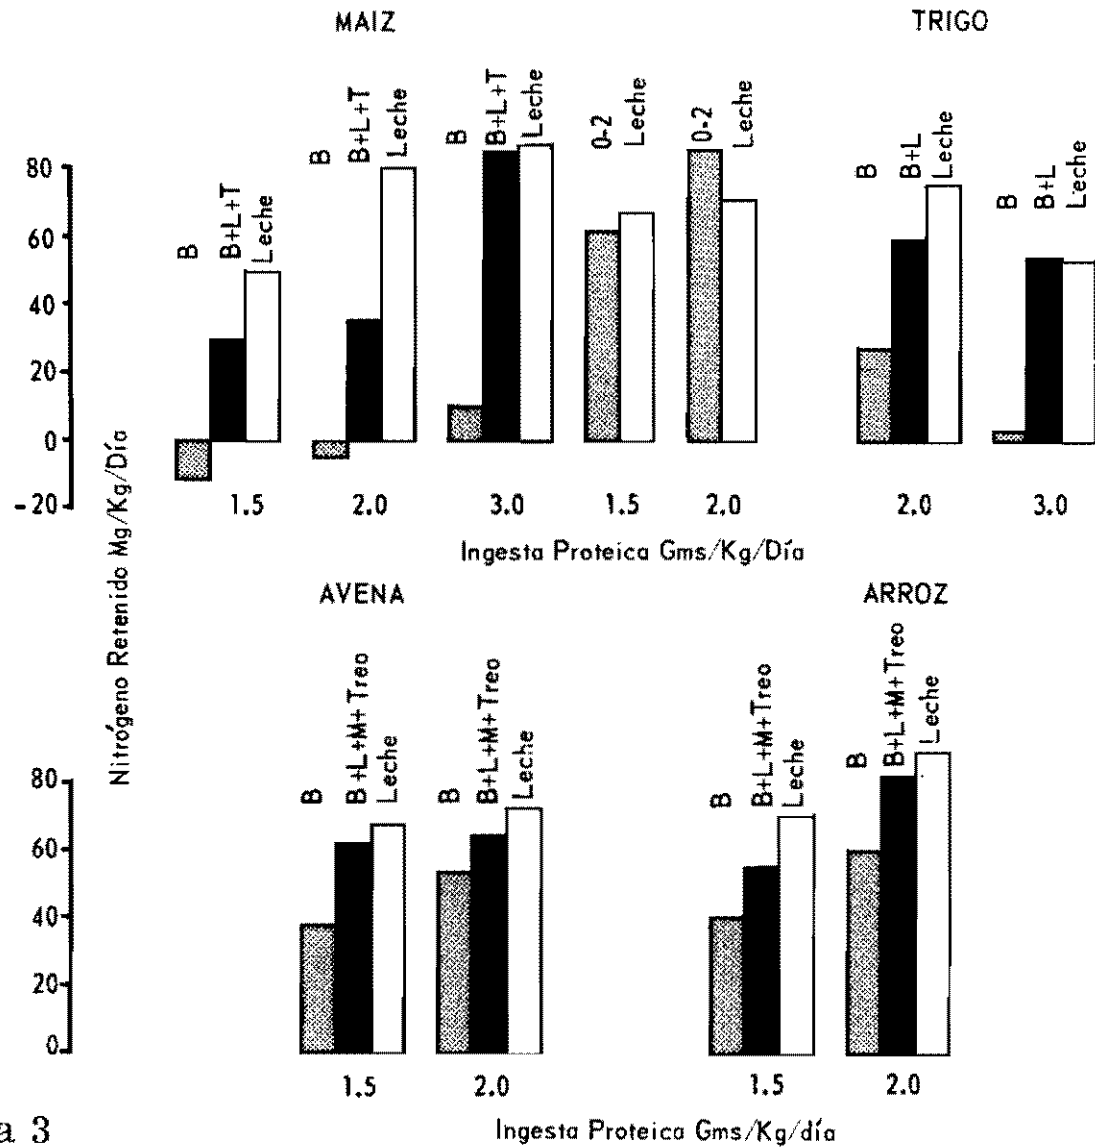 MAIZ
TRIGO
B
B+L+T
Leche
B
B+L+T
Leche
B
B+L+T
Leche
O-2
Leche
O-2
Leche
B
B+L
Leche
B
B+L
Leche
80
60
40
20
0
-20
1.5
2.0
3.0
1.5
2.0
2.0
3.0
Ingesta Proteica Gms/Kg/Día
Nitrógeno Retenido Mg/Kg/Día
AVENA
ARROZ
B
B+L+M+Treo
Leche
B
B+L+M+Treo
Leche
B
B+L+M+Treo
Leche
B
B+L+M+Treo
Leche
80
60
40
20
0
1.5
2.0
1.5
2.0
a 3
Ingesta Proteica Gms/Kg/día